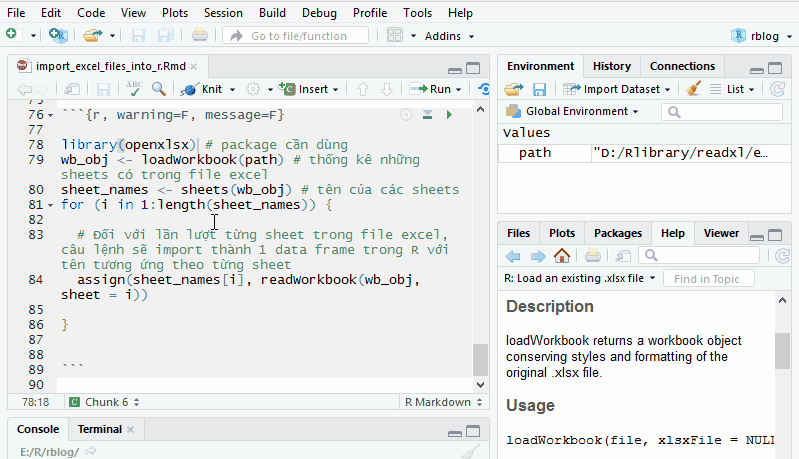 File Edit Code View Plots Session Build Debug Profile Tools Help
Go to file/function
Addins
rblog
import_excel_files_into_r.Rmd
ABC
Knit
Insert
Run
76 ```{r, warning=F, message=F}
77
78 library(openxlsx) # package cần dùng
79 wb_obj <- loadWorkbook(path) # thống kê những
sheets có trong file excel
80 sheet_names <- sheets(wb_obj) # tên của các sheets
81 for (i in 1:length(sheet_names)) {
82
83 # Đối với lần lượt từng sheet trong file excel,
câu lệnh sẽ import thành 1 data frame trong R với
tên tương ứng theo từng sheet
84 assign(sheet_names[i], readWorkbook(wb_obj,
sheet = i))
85
86 }
87
88
89 ```
90
78:18 Chunk 6 R Markdown
Console Terminal
E:/R/rblog/
Environment History Connections
Import Dataset List
Global Environment
Values
path "D:/Rlibrary/readxl/e…
Files Plots Packages Help Viewer
R: Load an existing .xlsx file Find in Topic
Description
loadWorkbook returns a workbook object
conserving styles and formatting of the
original .xlsx file.
Usage
loadWorkbook(file, xlsxFile = NULL